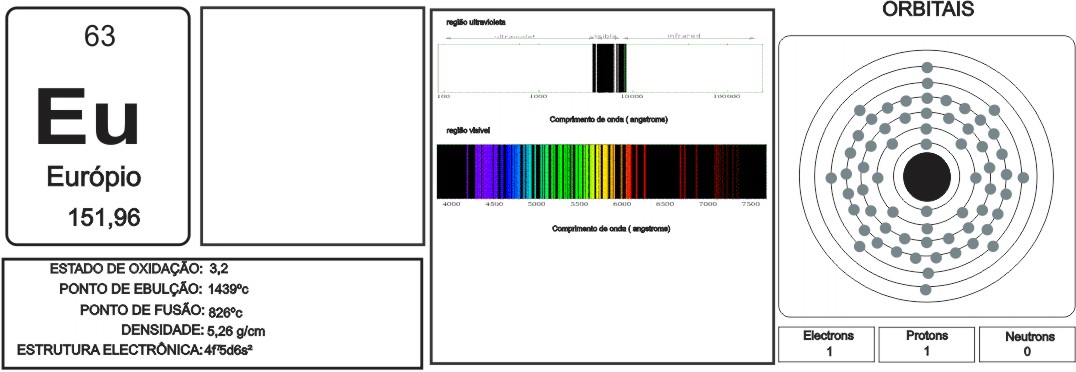 63
Eu
Európio
151,96
ESTADO DE OXIDAÇÃO: 3,2
PONTO DE EBULÇÃO: 1439ºc
PONTO DE FUSÃO: 826ºc
DENSIDADE: 5,26 g/cm
ESTRUTURA ELECTRÔNICA: 4f⁷5d6s²
região ultravioleta
ultraviolet visible infrared
100 1000 10000 100000
Comprimento de onda ( angstroms)
região visivel
4000 4500 5000 5500 6000 6500 7000 7500
Comprimento de onda ( angstroms)
ORBITAIS
Electrons
1
Protons
1
Neutrons
0